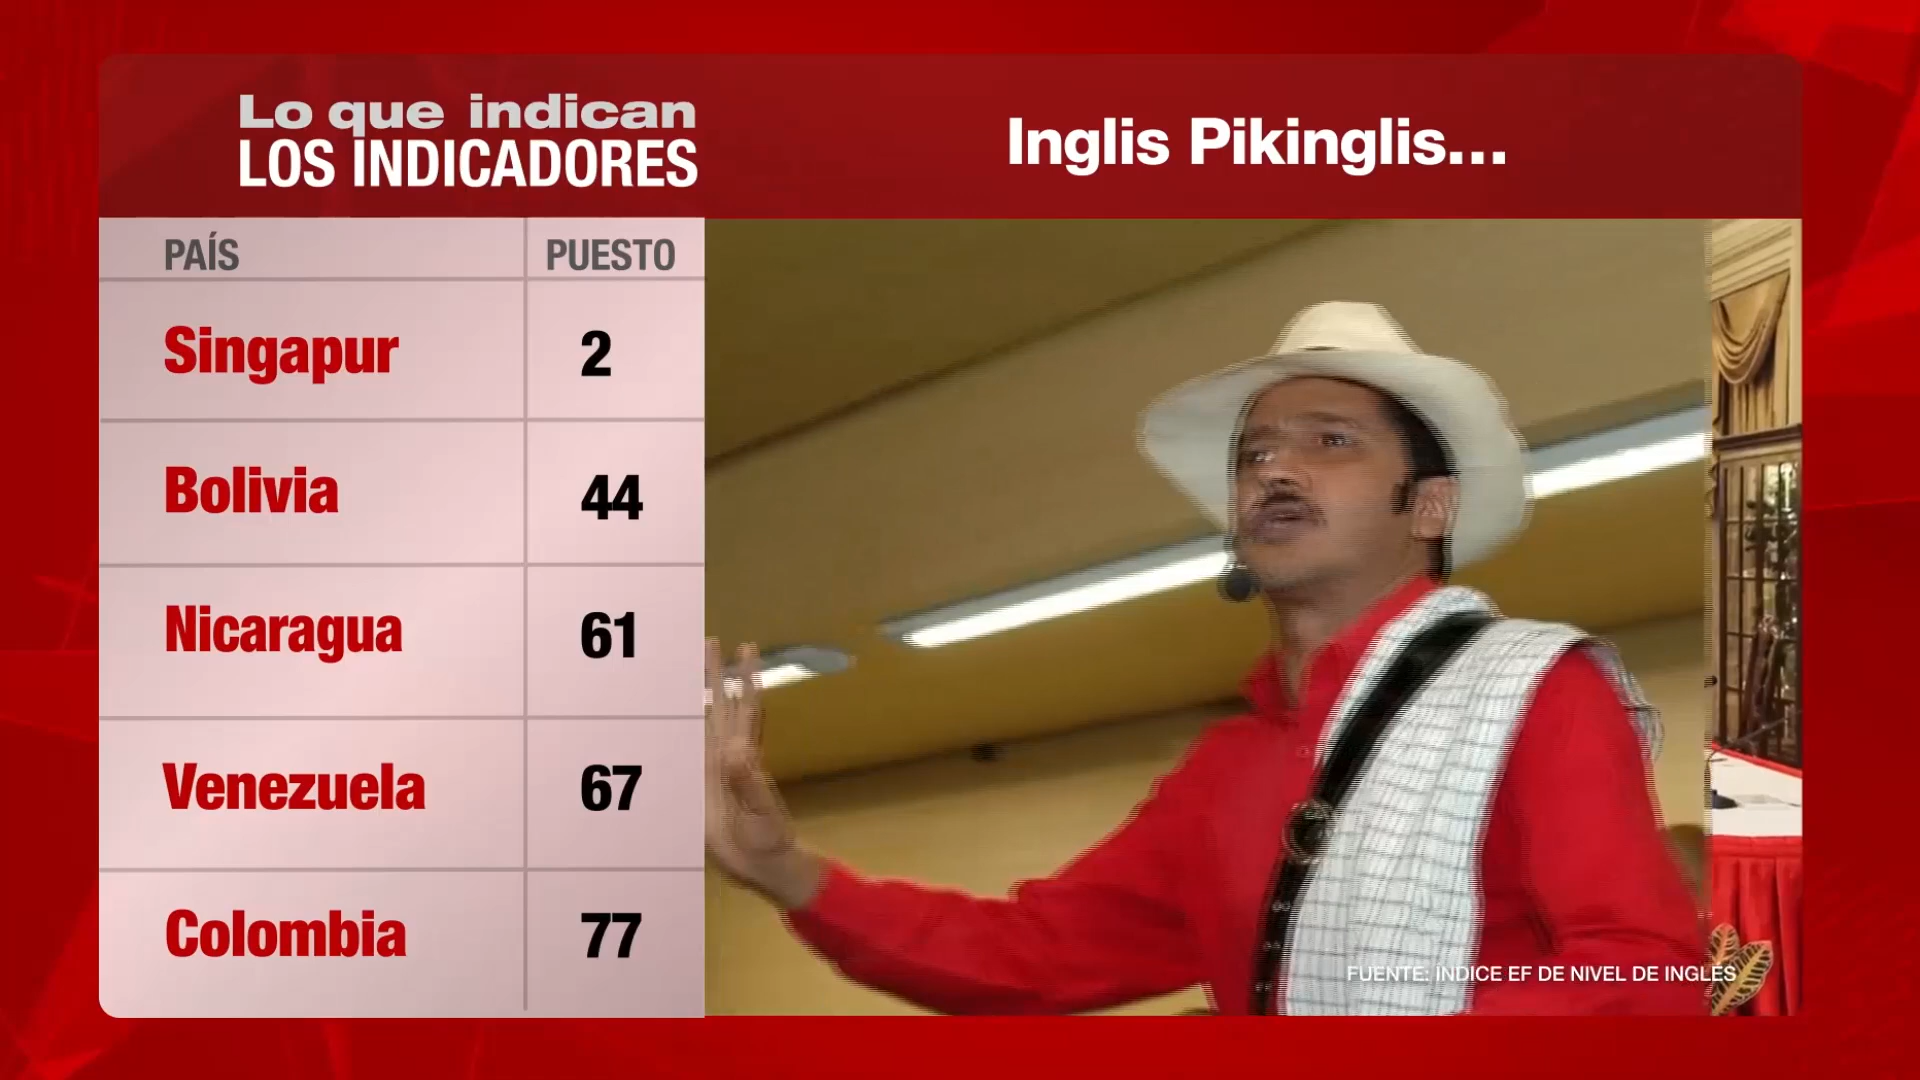 Lo que indican
LOS INDICADORES
Inglis Pikinglis...
PAÍS PUESTO
Singapur 2
Bolivia 44
Nicaragua 61
Venezuela 67
Colombia 77
FUENTE: ÍNDICE EF DE NIVEL DE INGLÉS